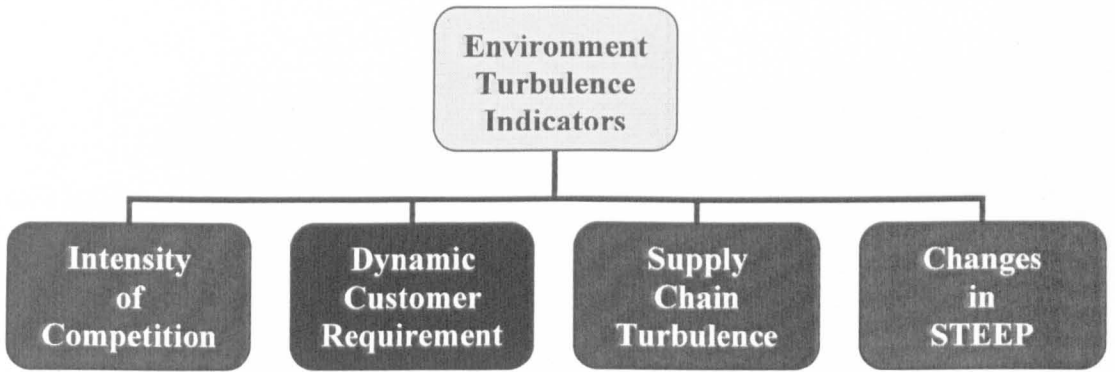 Environment
Turbulence
Indicators
Intensity
of
Competition
Dynamic
Customer
Requirement
Supply
Chain
Turbulence
Changes
in
STEEP